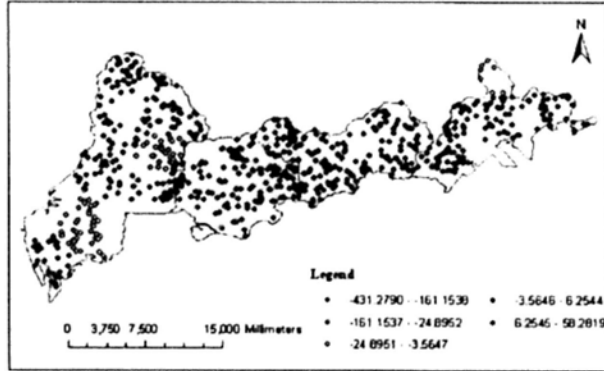 N
Legend
-431.2790 - -161.1538
-161.1537 - -24.8952
-24.8951 - -3.5647
-3.5646 - 6.2544
6.2545 - 58.2819
0 3,750 7,500 15,000 Millimeters